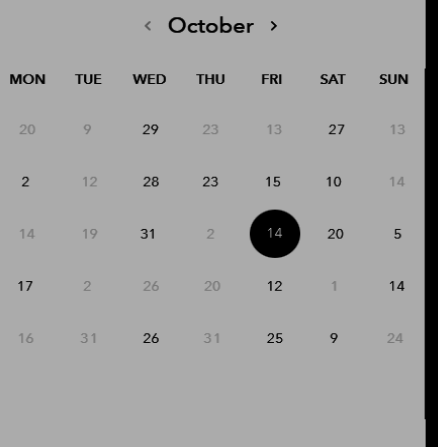 ‹ October ›
MON TUE WED THU FRI SAT SUN
20 9 29 23 13 27 13
2 12 28 23 15 10 14
14 19 31 2 14 20 5
17 2 26 20 12 1 14
16 31 26 31 25 9 24